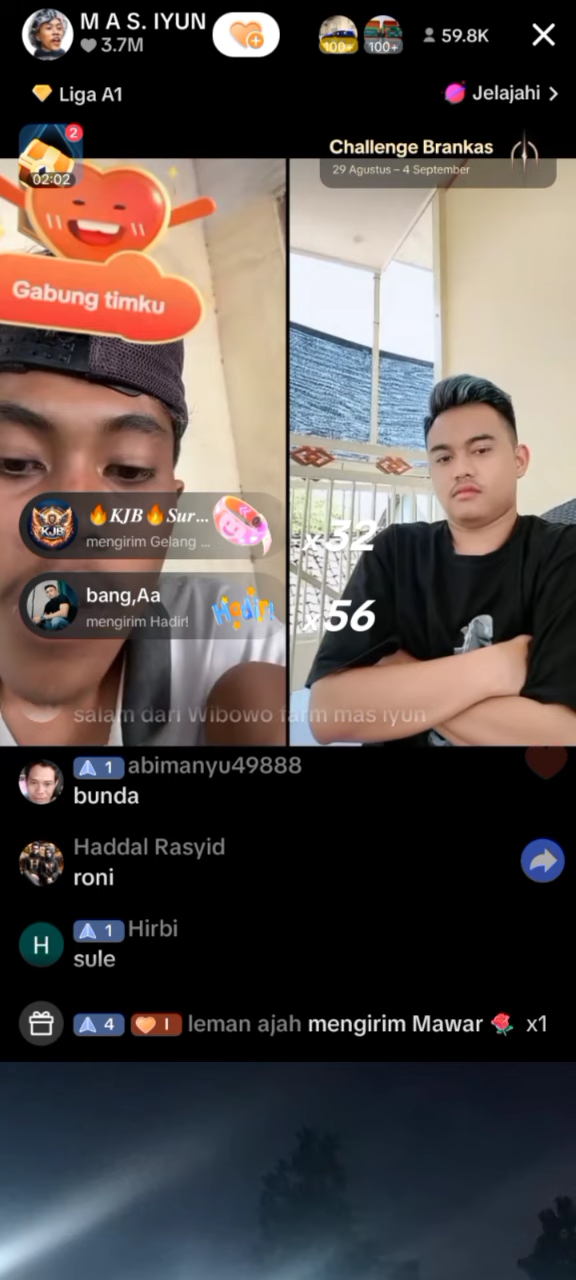 M A S. IYUN
3.7M
100+
100+
59.8K
Liga A1
Jelajahi
2
02:02
Challenge Brankas
29 Agustus – 4 September
Gabung timku
KJB
🔥KJB🔥Sur...
mengirim Gelang ...
x32
bang,Aa
mengirim Hadir!
Hadir!
x56
salam dari Wibowo farm mas iyun
1 abimanyu49888
bunda
Haddal Rasyid
roni
H
1 Hirbi
sule
4 I leman ajah mengirim Mawar 🌹 x1